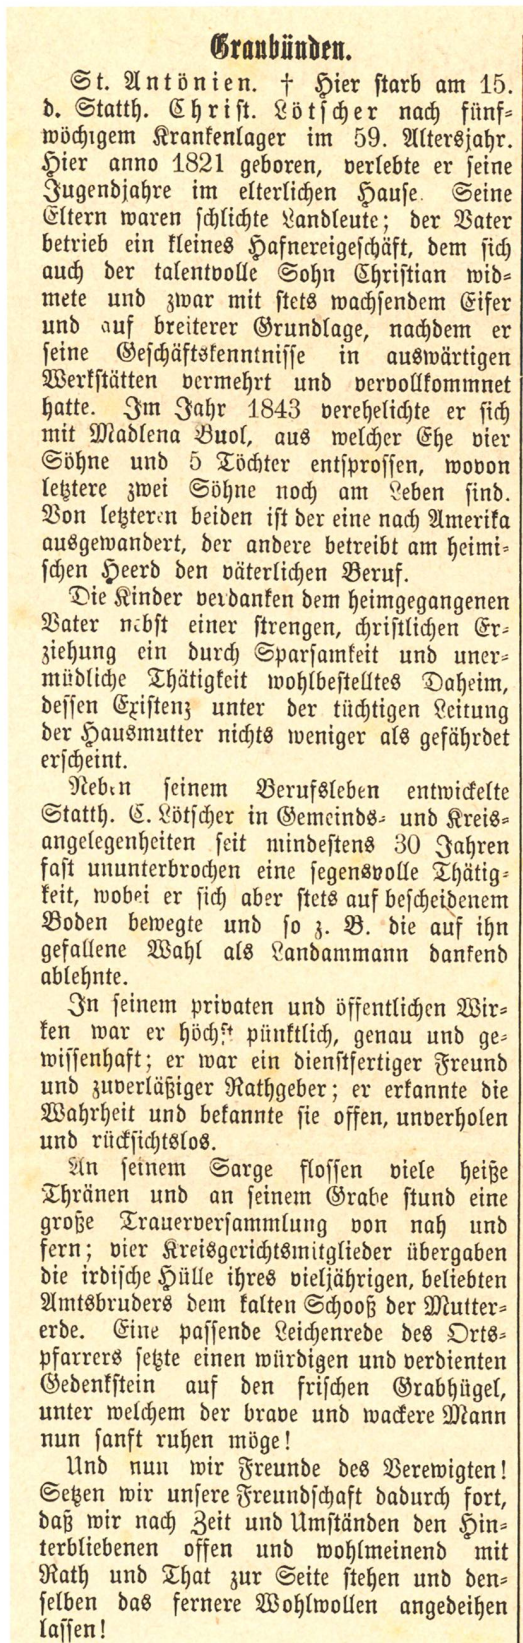 Graubünden.
St. Antönien. † Hier starb am 15.
d. Statth. Christ. Lötscher nach fünf-
wöchigem Krankenlager im 59. Altersjahr.
Hier anno 1821 geboren, verlebte er seine
Jugendjahre im elterlichen Hause. Seine
Eltern waren schlichte Landleute; der Vater
betrieb ein kleines Hafnereigeschäft, dem sich
auch der talentvolle Sohn Christian wid-
mete und zwar mit stets wachsendem Eifer
und auf breiterer Grundlage, nachdem er
seine Geschäftskenntnisse in auswärtigen
Werkstätten vermehrt und vervollkommnet
hatte. Im Jahr 1843 verehelichte er sich
mit Madlena Buol, aus welcher Ehe vier
Söhne und 5 Töchter entsprossen, wovon
letztere zwei Söhne noch am Leben sind.
Von letzteren beiden ist der eine nach Amerika
ausgewandert, der andere betreibt am heimi-
schen Heerd den väterlichen Beruf.
Die Kinder verdanken dem heimgegangenen
Vater nebst einer strengen, christlichen Er-
ziehung ein durch Sparsamkeit und uner-
müdliche Thätigkeit wohlbestelltes Daheim,
dessen Existenz unter der tüchtigen Leitung
der Hausmutter nichts weniger als gefährdet
erscheint.
Neben seinem Berufsleben entwickelte
Statth. C. Lötscher in Gemeinds- und Kreis-
angelegenheiten seit mindestens 30 Jahren
fast ununterbrochen eine segensvolle Thätig-
keit, wobei er sich aber stets auf bescheidenem
Boden bewegte und so z. B. die auf ihn
gefallene Wahl als Landammann dankend
ablehnte.
In seinem privaten und öffentlichen Wir-
ken war er höchst pünktlich, genau und ge-
wissenhaft; er war ein dienstfertiger Freund
und zuverläßiger Rathgeber; er erkannte die
Wahrheit und bekannte sie offen, unverholen
und rücksichtslos.
An seinem Sarge flossen viele heiße
Thränen und an seinem Grabe stund eine
große Trauerversammlung von nah und
fern; vier Kreisgerichtsmitglieder übergaben
die irdische Hülle ihres vieljährigen, beliebten
Amtsbruders dem kalten Schooß der Mutter-
erde. Eine passende Leichenrede des Orts-
pfarrers setzte einen würdigen und verdienten
Gedenkstein auf den frischen Grabhügel,
unter welchem der brave und wackere Mann
nun sanft ruhen möge!
Und nun wir Freunde des Verewigten!
Setzen wir unsere Freundschaft dadurch fort,
daß wir nach Zeit und Umständen den Hin-
terbliebenen offen und wohlmeinend mit
Rath und That zur Seite stehen und den-
selben das fernere Wohlwollen angedeihen
lassen!